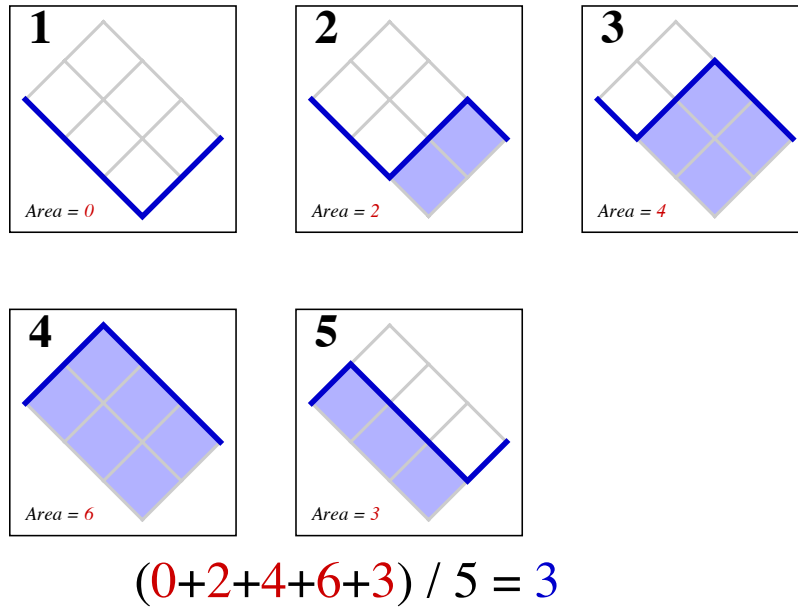 1
2
3
Area = 0
Area = 2
Area = 4
4
5
Area = 6
Area = 3
(0+2+4+6+3) / 5 = 3